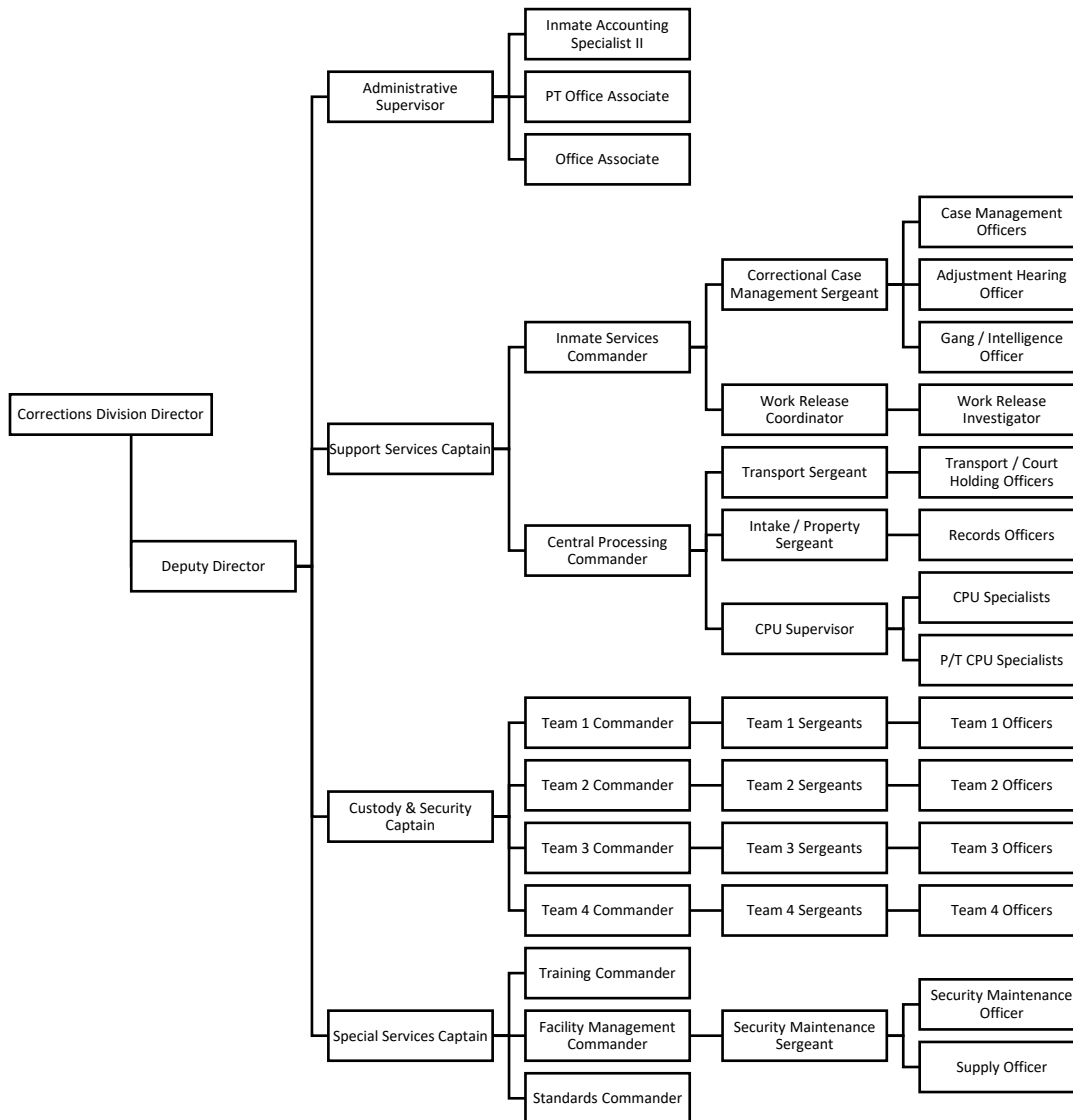 Inmate Accounting
Specialist II
Administrative
Supervisor
PT Office Associate
Office Associate
Case Management
Officers
Correctional Case
Management Sergeant
Adjustment Hearing
Officer
Inmate Services
Commander
Gang / Intelligence
Officer
Corrections Division Director
Work Release
Coordinator
Work Release
Investigator
Support Services Captain
Transport Sergeant
Transport / Court
Holding Officers
Deputy Director
Central Processing
Commander
Intake / Property
Sergeant
Records Officers
CPU Supervisor
CPU Specialists
P/T CPU Specialists
Team 1 Commander
Team 1 Sergeants
Team 1 Officers
Team 2 Commander
Team 2 Sergeants
Team 2 Officers
Custody & Security
Captain
Team 3 Commander
Team 3 Sergeants
Team 3 Officers
Team 4 Commander
Team 4 Sergeants
Team 4 Officers
Training Commander
Special Services Captain
Facility Management
Commander
Security Maintenance
Sergeant
Security Maintenance
Officer
Supply Officer
Standards Commander